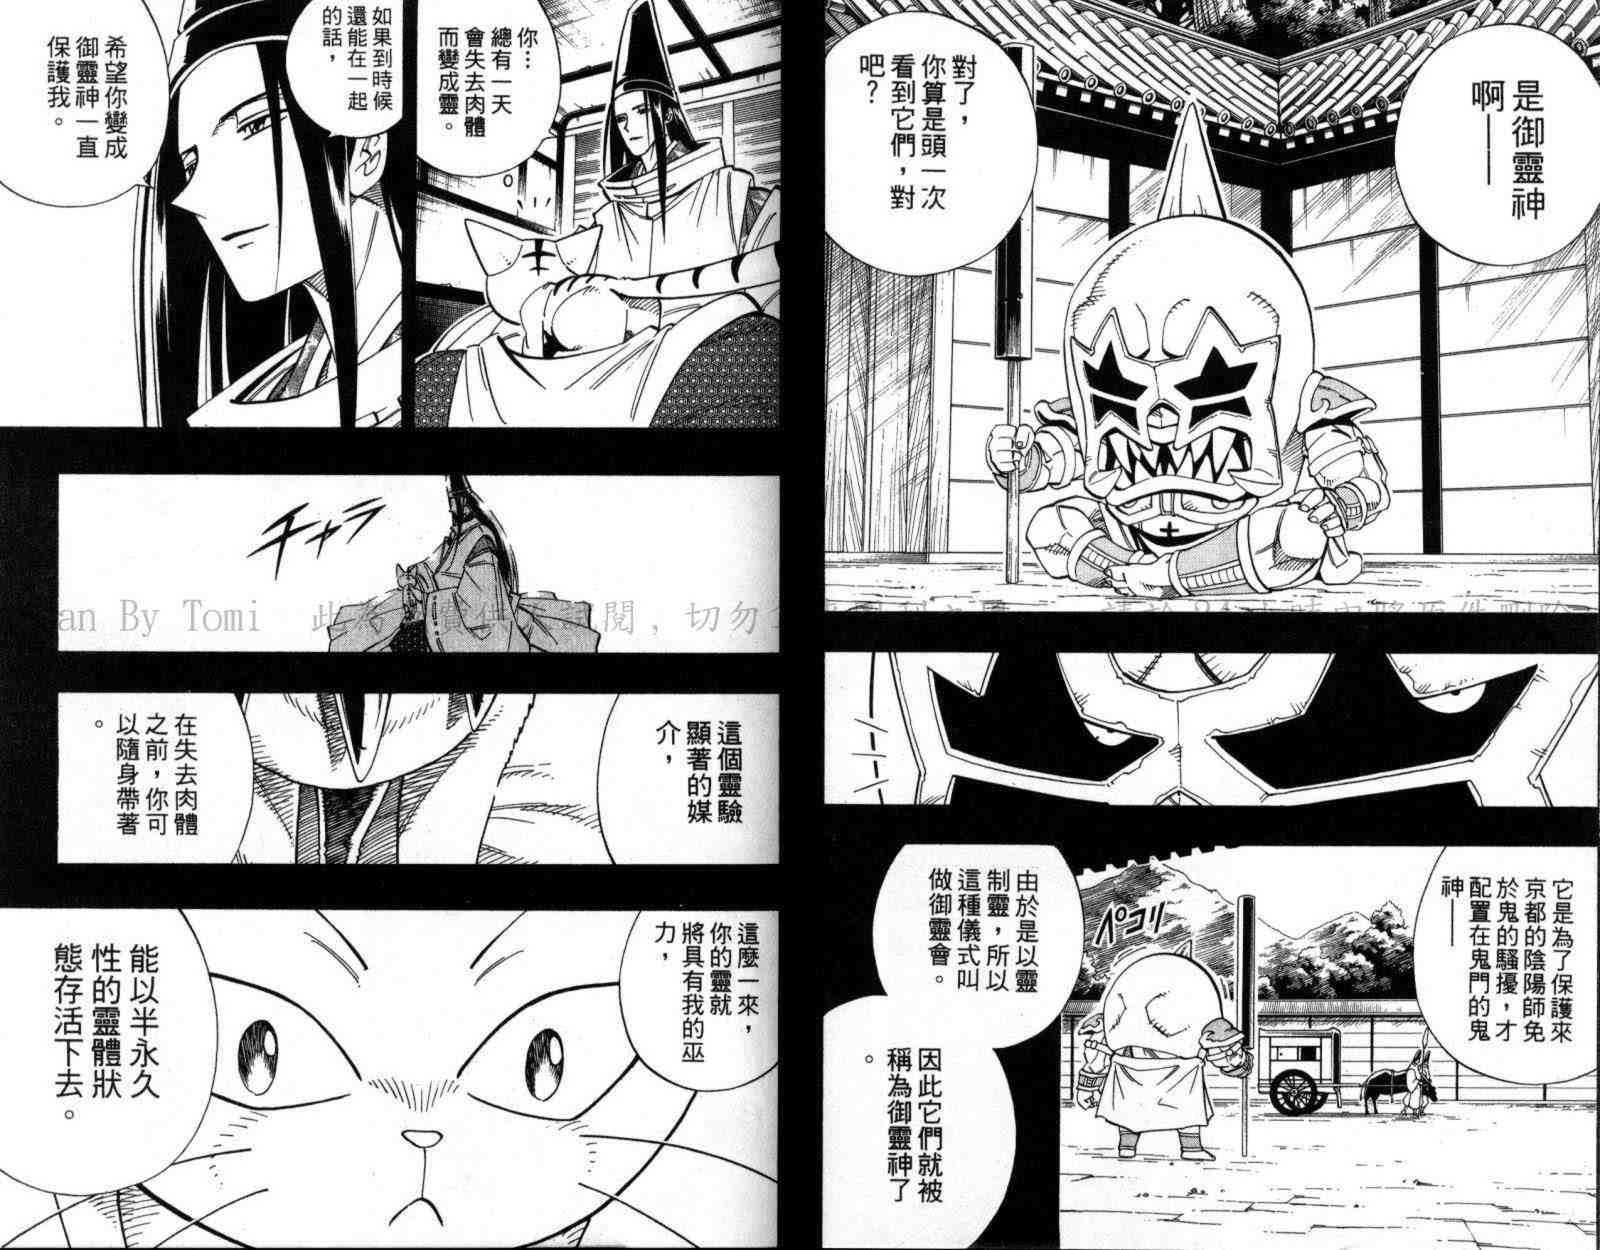 是御靈神
啊——
對了，
你算是頭一次
看到它們，對
吧？
它是為了保護來
京都的陰陽師免
於鬼的騷擾，才
配置在鬼門的鬼
神——
ペコリ
由於是以靈
制靈，所以
這種儀式叫
做御靈會。
因此它們就被
稱為御靈神了
。
你…
總有一天
會失去肉體
而變成靈。
如果到時候
還能在一起
的話，
希望你變成
御靈神一直
保護我。
チャラ
an By Tomi
試閱，切勿
這個靈驗
顯著的媒
介，
在失去肉體
之前，你可
以隨身帶著
。
這麼一來，
你的靈就
將具有我的巫
力，
能以半永久
性的靈體狀
態存活下去。